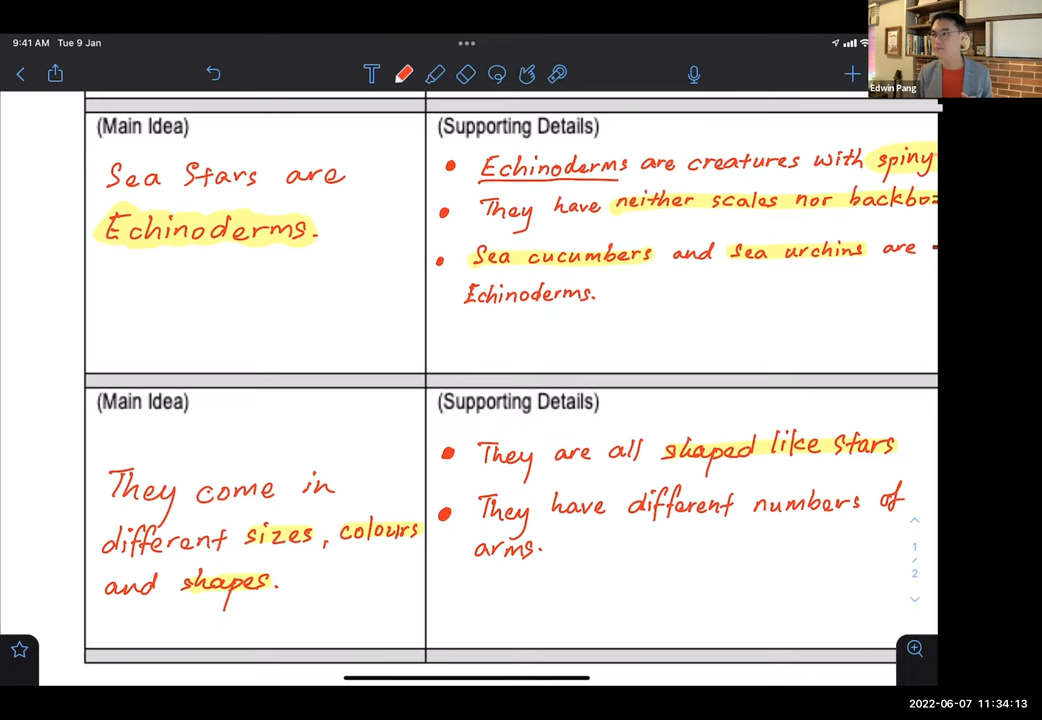 9:41 AM Tue 9 Jan
Edwin Pang
(Main Idea)
Sea Stars are
Echinoderms.
(Supporting Details)
• Echinoderms are creatures with spiny
• They have neither scales nor backbo
• Sea cucumbers and Sea urchins are
Echinoderms.
(Main Idea)
They come in
different sizes, colours
and shapes.
(Supporting Details)
• They are all shaped like stars
• They have different numbers of
arms.
1
/
2
2022-06-07 11:34:13